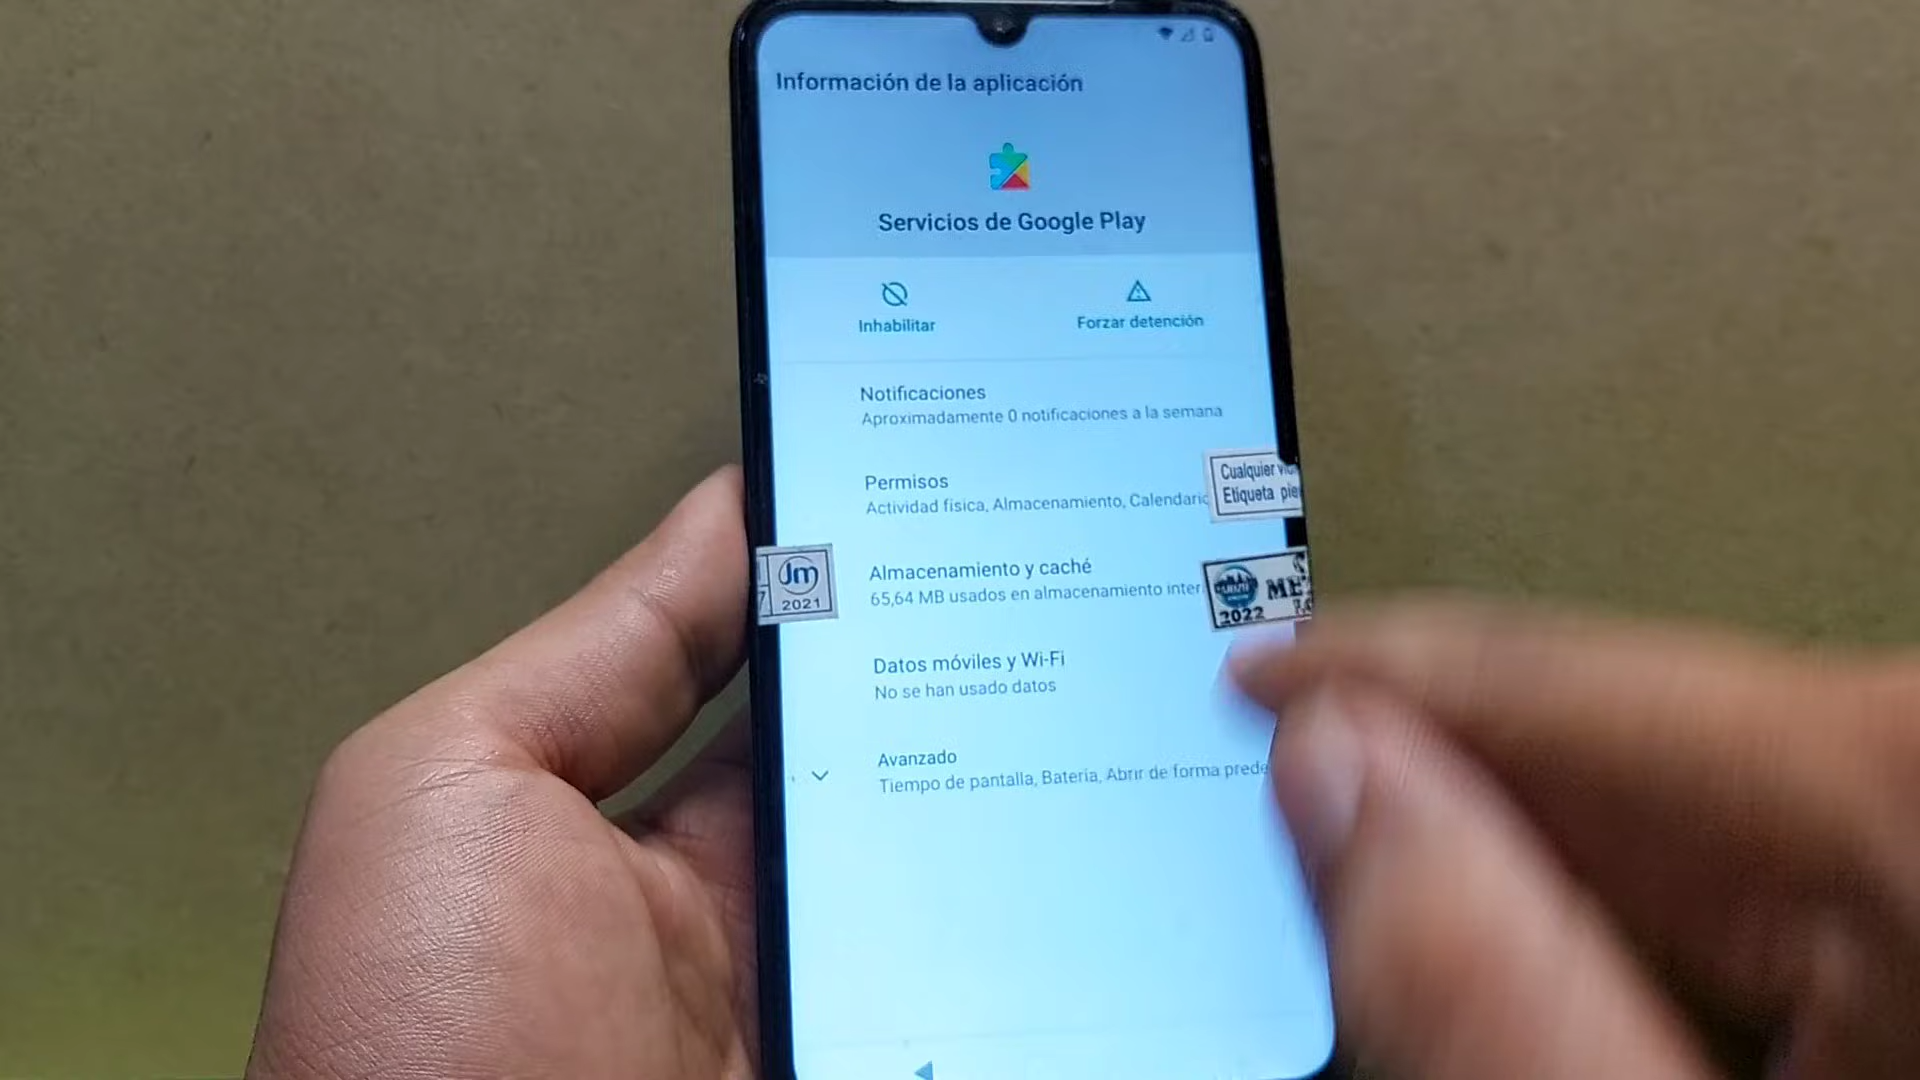 Información de la aplicación
Servicios de Google Play
Inhabilitar
Forzar detención
Notificaciones
Aproximadamente 0 notificaciones a la semana
Permisos
Actividad física, Almacenamiento, Calendario
Cualquier
Etiqueta
Almacenamiento y caché
65,64 MB usados en almacenamiento
Jm
2021
2022
Datos móviles y Wi-Fi
No se han usado datos
Avanzado
Tiempo de pantalla, Batería, Abrir de forma